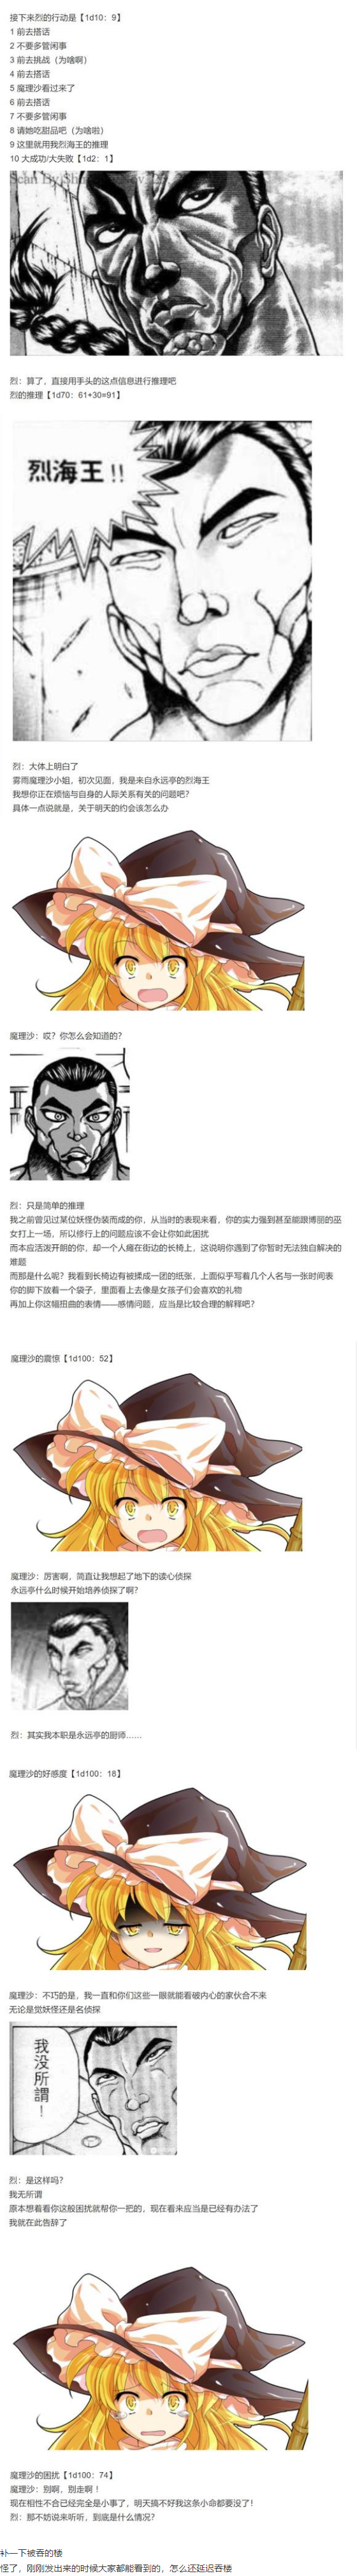 接下来烈的行动是【1d10：9】
1 前去搭话
2 不要多管闲事
3 前去挑战（为啥啊）
4 前去搭话
5 魔理沙看过来了
6 前去搭话
7 不要多管闲事
8 请她吃甜品吧（为啥啦）
9 这里就用我烈海王的推理
10 大成功/大失败【1d2：1】
烈：算了，直接用手头的这点信息进行推理吧
烈的推理【1d70：61+30=91】
烈海王!!
烈：大体上明白了
雾雨魔理沙小姐，初次见面，我是来自永远亭的烈海王
我想你正在烦恼与自身的人际关系有关的问题吧？
具体一点说就是，关于明天的约会该怎么办
魔理沙：哎？你怎么会知道的？
烈：只是简单的推理
我之前曾见过某位妖怪伪装而成的你，从当时的表现来看，你的实力强到甚至能跟博丽的巫
女打上一场，所以修行上的问题应该不会让你如此困扰
而本应活泼开朗的你，却一个人瘫在街边的长椅上，这说明你遇到了你暂时无法独自解决的
难题
而那是什么呢？我看到长椅边有被揉成一团的纸张，上面似乎写着几个人名与一张时间表
你的脚下放着一个袋子，里面看上去像是女孩子们会喜欢的礼物
再加上你这幅扭曲的表情——感情问题，应当是比较合理的解释吧？
魔理沙的震惊【1d100：52】
魔理沙：厉害啊，简直让我想起了地下的读心侦探
永远亭什么时候开始培养侦探了啊？
烈：其实我本职是永远亭的厨师……
魔理沙的好感度【1d100：18】
魔理沙：不巧的是，我一直和你们这些一眼就能看破内心的家伙合不来
无论是觉妖怪还是名侦探
我没所謂！
烈：是这样吗？
我无所谓
原本想着看你这般困扰就帮你一把的，现在看来应当是已经有办法了
我就在此告辞了
魔理沙的困扰【1d100：74】
魔理沙：别啊，别走啊！
现在相性不合已经完全是小事了，明天搞不好我这条小命都要没了！
烈：那不妨说来听听，到底是什么情况？
补一下被吞的楼
怪了，刚刚发出来的时候大家都能看到的，怎么还延迟吞楼